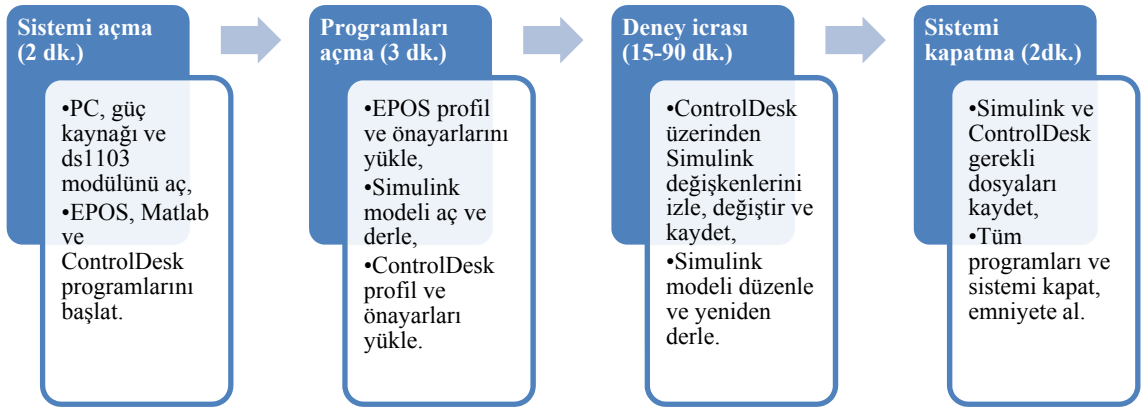 Sistemi açma
(2 dk.)
•PC, güç
kaynağı ve
ds1103
modülünü aç,
•EPOS, Matlab
ve
ControlDesk
programlarını
başlat.
Programları
açma (3 dk.)
•EPOS profil
ve önayarlarını
yükle,
•Simulink
modeli aç ve
derle,
•ControlDesk
profil ve
önayarları
yükle.
Deney icrası
(15-90 dk.)
•ControlDesk
üzerinden
Simulink
değişkenlerini
izle, değiştir ve
kaydet,
•Simulink
modeli düzenle
ve yeniden
derle.
Sistemi
kapatma (2dk.)
•Simulink ve
ControlDesk
gerekli
dosyaları
kaydet,
•Tüm
programları ve
sistemi kapat,
emniyete al.